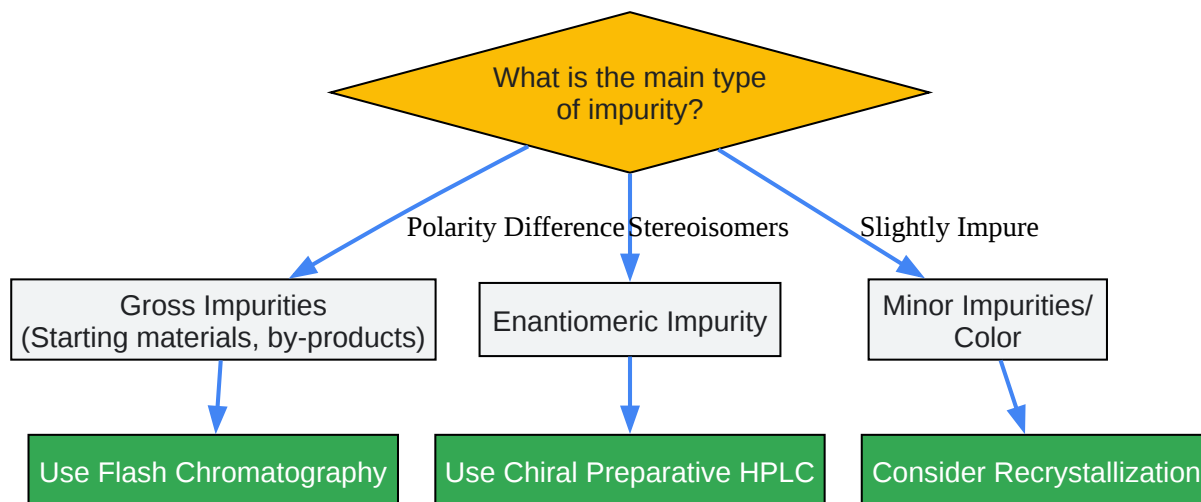 What is the main type
of impurity?
Polarity Difference
Stereoisomers
Slightly Impure
Gross Impurities
(Starting materials, by-products)
Enantiomeric Impurity
Minor Impurities/
Color
Use Flash Chromatography
Use Chiral Preparative HPLC
Consider Recrystallization